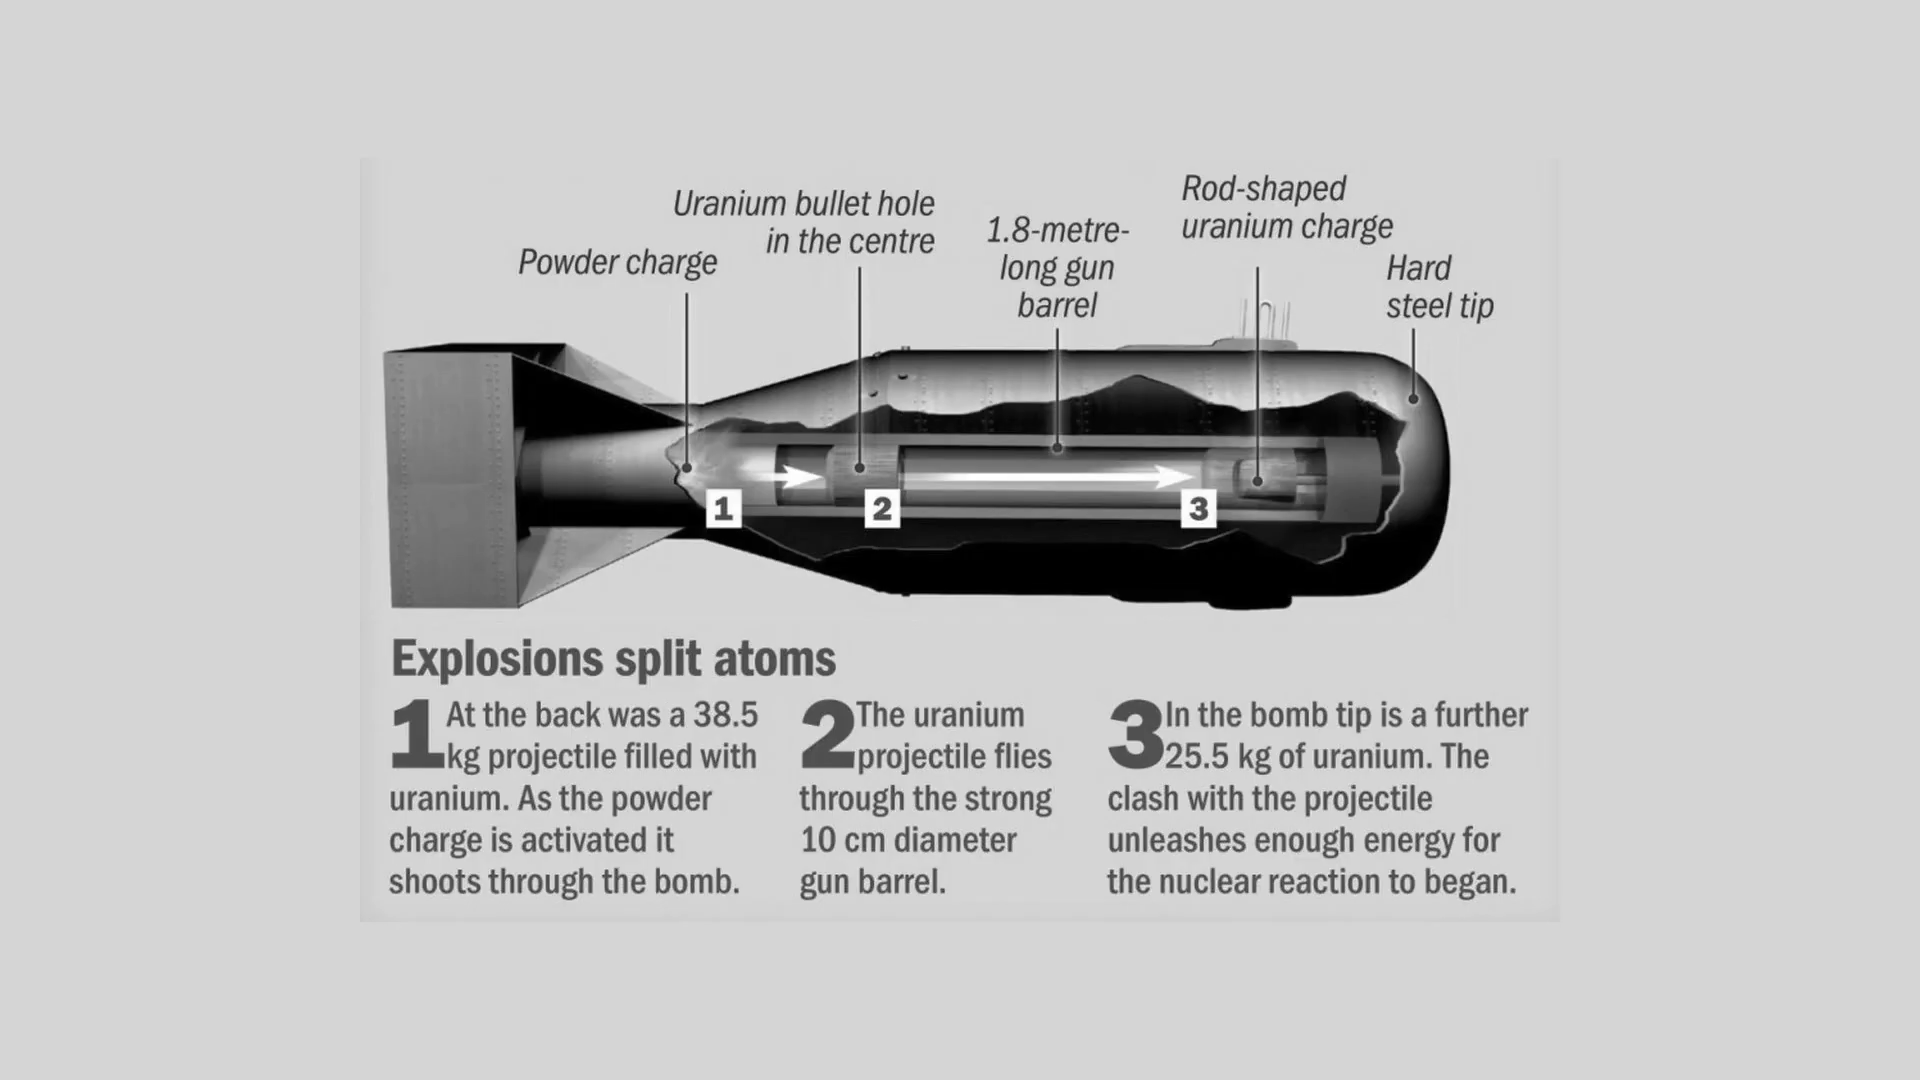 Rod-shaped
uranium charge
Uranium bullet hole
in the centre
1.8-metre-
long gun
barrel
Powder charge
Hard
steel tip
1
2
3
Explosions split atoms
1 At the back was a 38.5
kg projectile filled with
uranium. As the powder
charge is activated it
shoots through the bomb.
2 The uranium
projectile flies
through the strong
10 cm diameter
gun barrel.
3 In the bomb tip is a further
25.5 kg of uranium. The
clash with the projectile
unleashes enough energy for
the nuclear reaction to began.